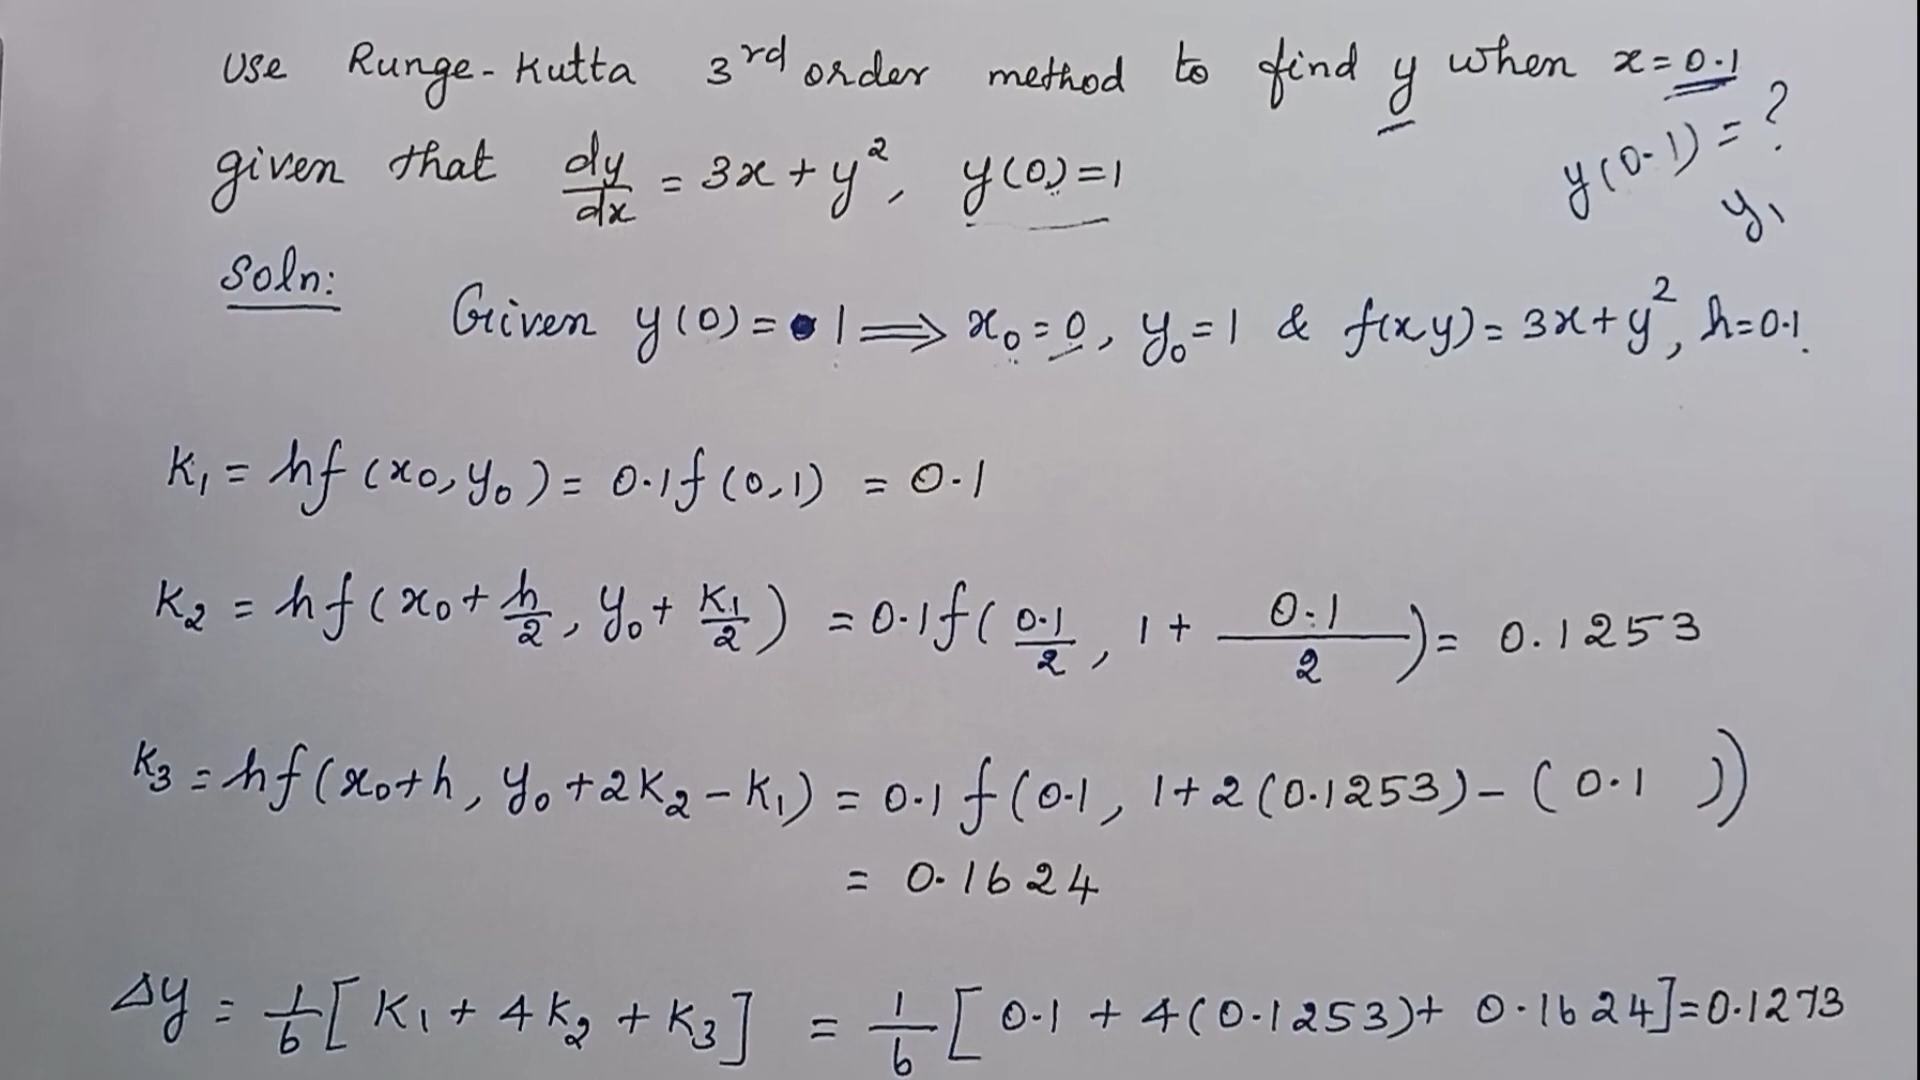 Use Runge-Kutta 3rd order method to find y when x=0.1
given that dy/dx = 3x+y², y(0)=1
y(0.1)=?
y₁
Soln:
Given y(0)=1 ⟹ x₀=0, y₀=1 & f(xy)=3x+y², h=0.1
K₁ = hf(x₀,y₀) = 0.1f(0,1) = 0.1
K₂ = hf(x₀+h/2, y₀+K₁/2) = 0.1f(0.1/2, 1+0.1/2) = 0.1253
K₃ = hf(x₀+h, y₀+2K₂-K₁) = 0.1f(0.1, 1+2(0.1253)-(0.1))
= 0.1624
Δy = 1/6[K₁+4K₂+K₃] = 1/6[0.1+4(0.1253)+0.1624]=0.1273